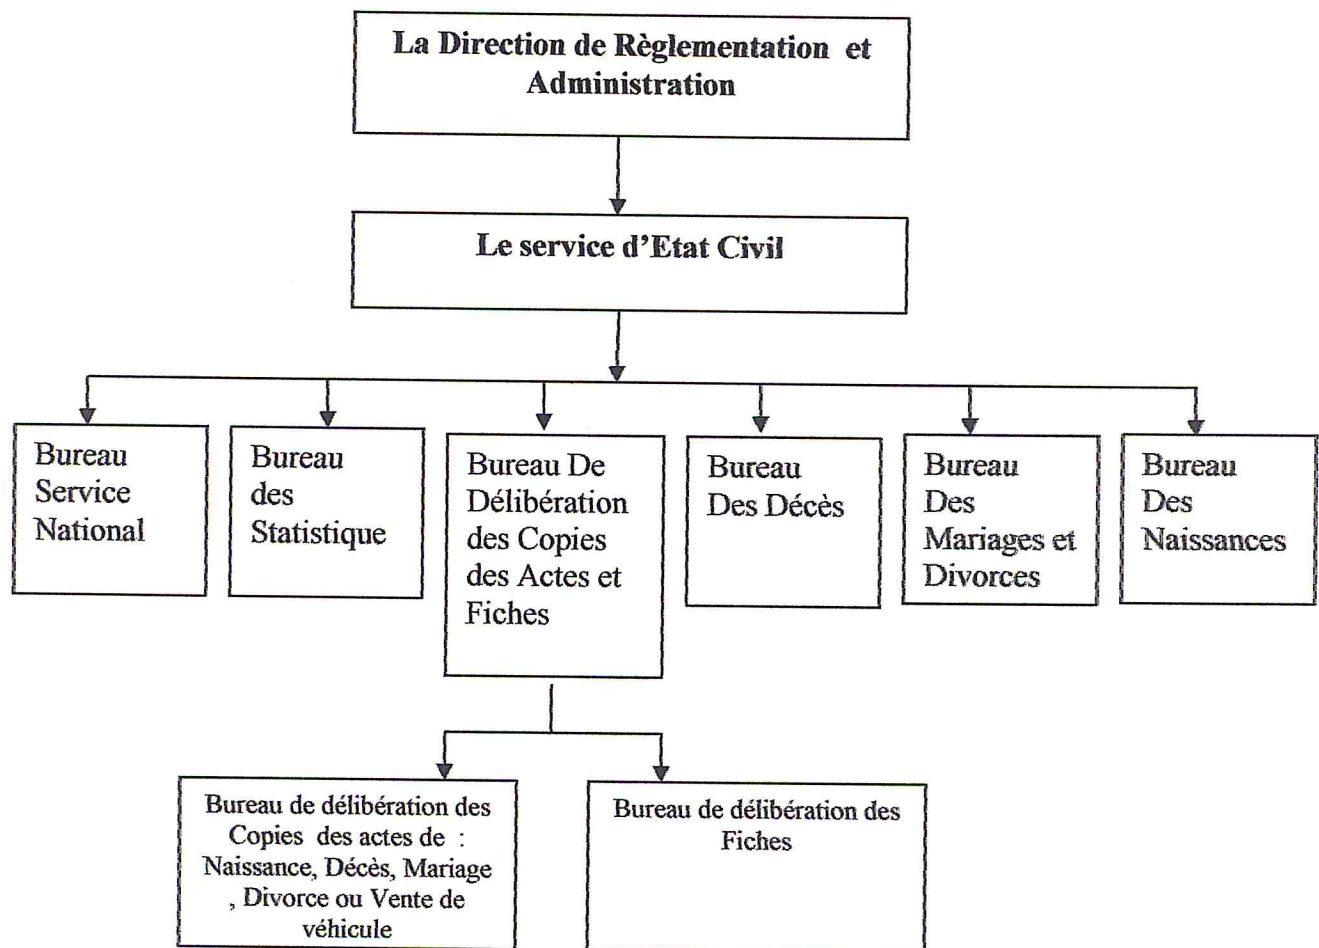 La Direction de Règlementation et
Administration
Le service d'Etat Civil
Bureau
Service
National
Bureau
des
Statistique
Bureau De
Délibération
des Copies
des Actes et
Fiches
Bureau
Des Décès
Bureau
Des
Mariages et
Divorces
Bureau
Des
Naissances
Bureau de délibération des
Copies des actes de :
Naissance, Décès, Mariage
, Divorce ou Vente de
véhicule
Bureau de délibération des
Fiches